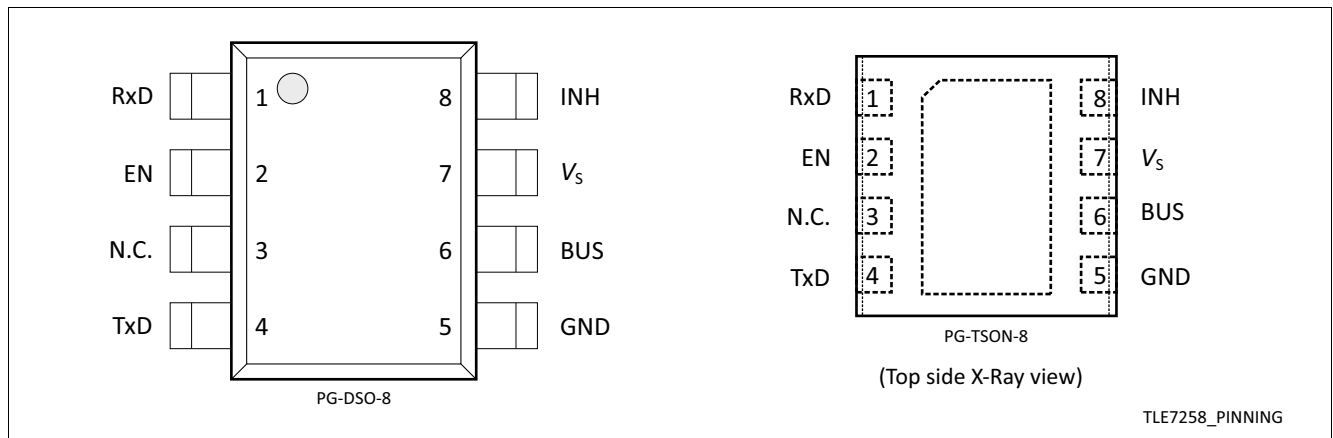 RxD 1 8 INH
EN 2 7 VS
N.C. 3 6 BUS
TxD 4 5 GND
PG-DSO-8
RxD 1 8 INH
EN 2 7 VS
N.C. 3 6 BUS
TxD 4 5 GND
PG-TSON-8
(Top side X-Ray view)
TLE7258_PINNING